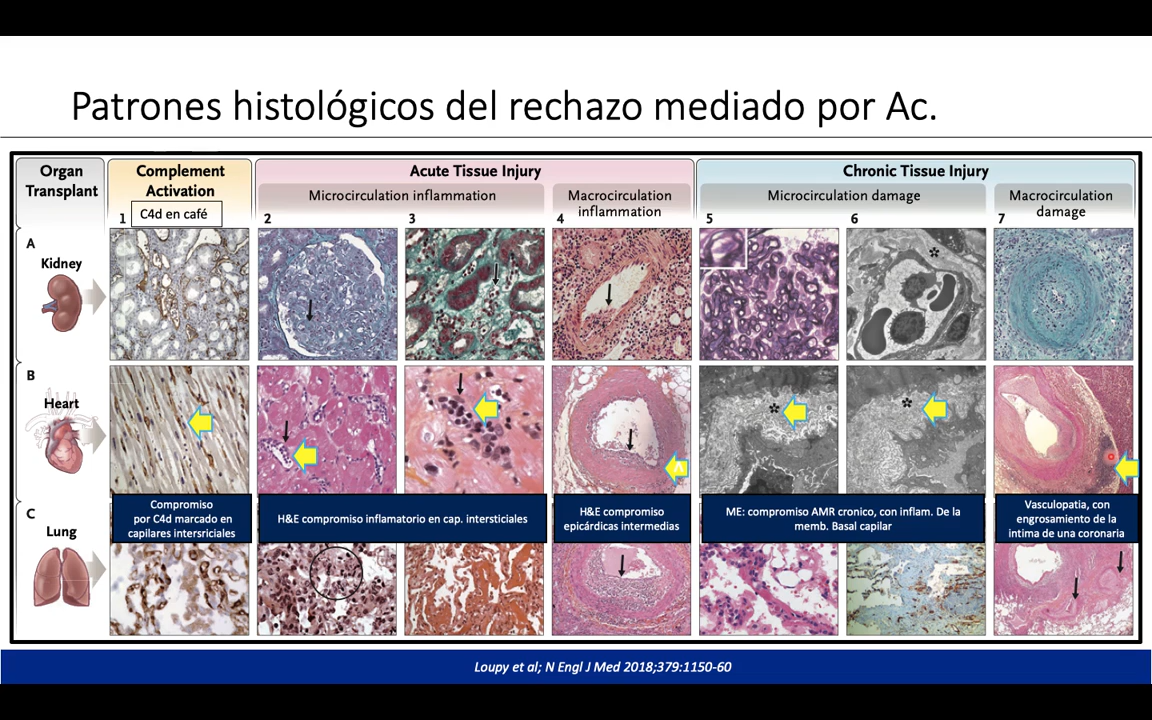 Patrones histológicos del rechazo mediado por Ac.
Organ
Transplant
Complement
Activation
Acute Tissue Injury
Chronic Tissue Injury
Microcirculation inflammation
Macrocirculation
inflammation
Microcirculation damage
Macrocirculation
damage
1
C4d en café
2
3
4
5
6
7
A
Kidney
*
B
Heart
*
*
A
C
Lung
Compromiso
por C4d marcado en
capilares intersriciales
H&E compromiso inflamatorio en cap. intersticiales
H&E compromiso
epicárdicas intermedias
ME: compromiso AMR cronico, con inflam. De la
memb. Basal capilar
Vasculopatia, con
engrosamiento de la
intima de una coronaria
Loupy et al; N Engl J Med 2018;379:1150-60